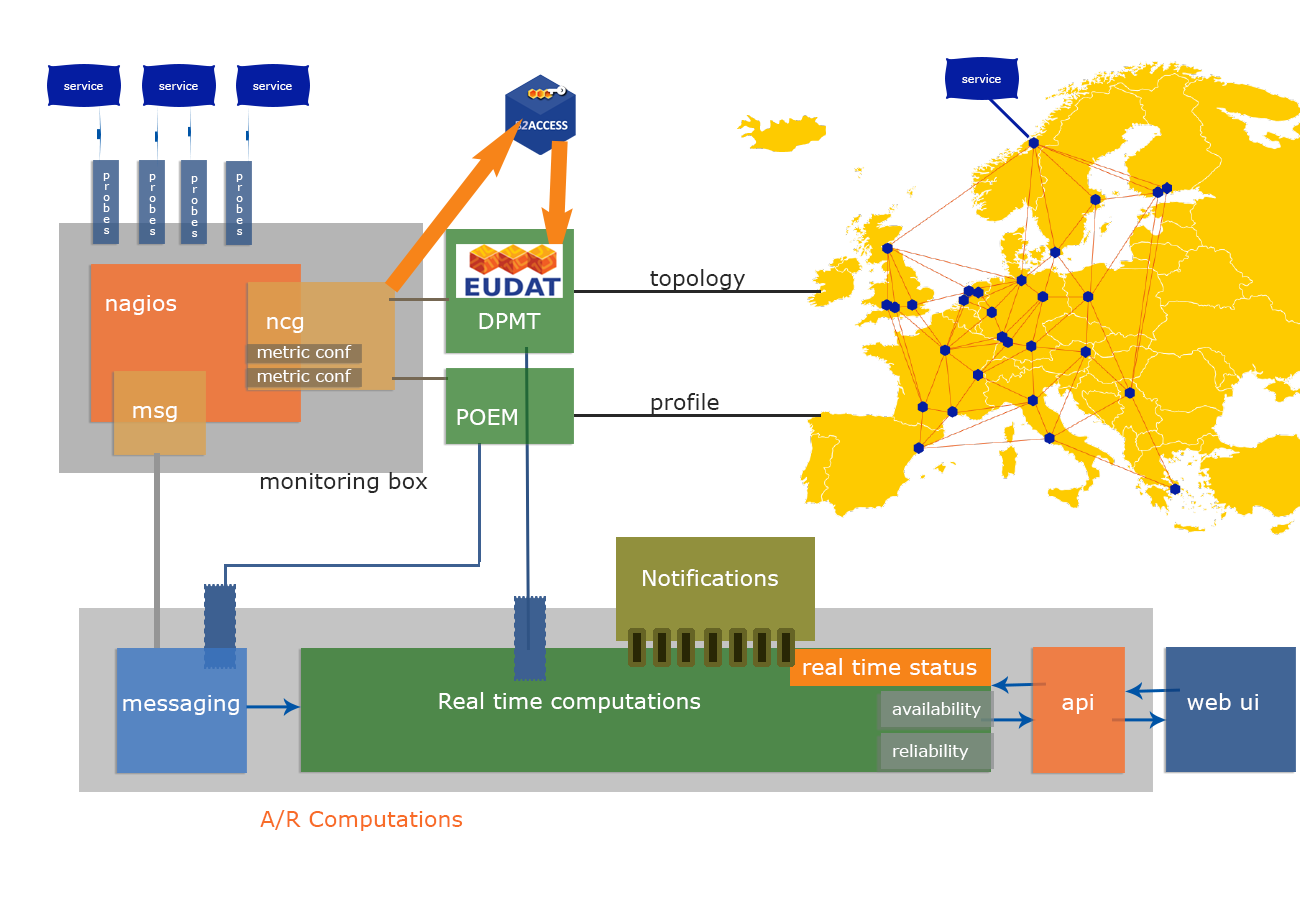 service
service
service
service
probes
probes
probes
probes
B2ACCESS
nagios
ncg
metric conf
metric conf
msg
monitoring box
EUDAT
DPMT
POEM
topology
profile
Notifications
messaging
Real time computations
real time status
availability
reliability
api
web ui
A/R Computations